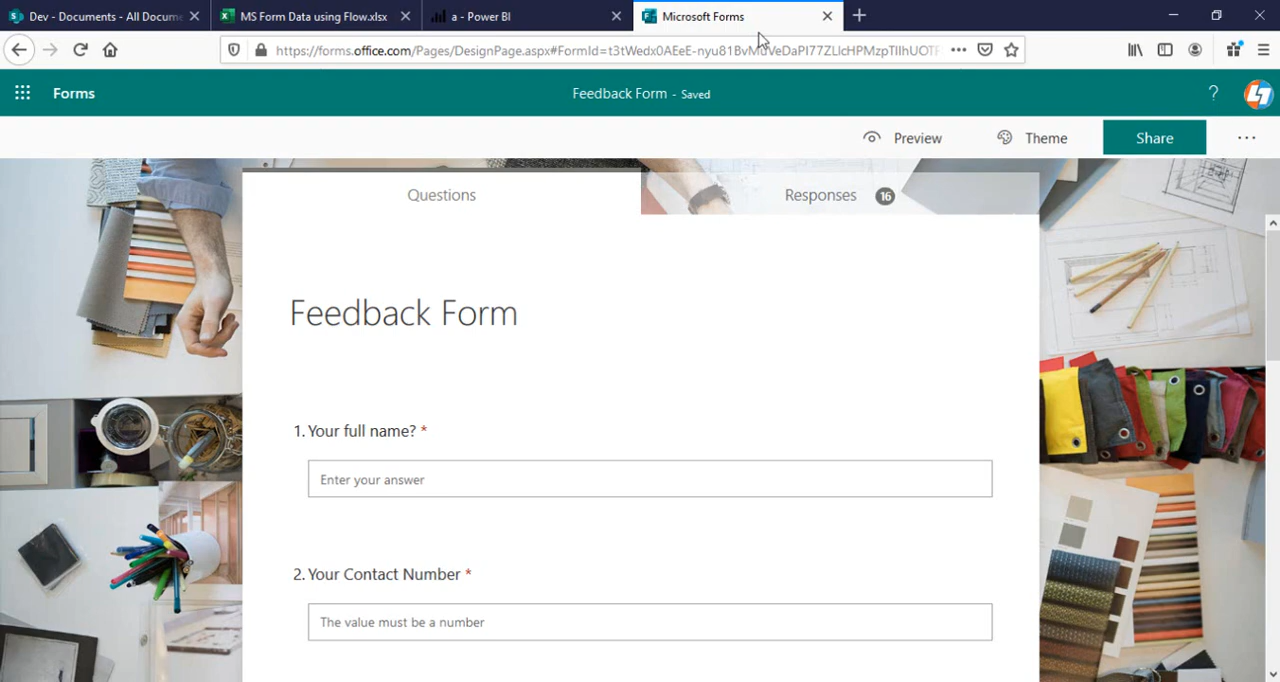 Dev - Documents - All Docume
MS Form Data using Flow.xlsx
a - Power BI
Microsoft Forms
Forms
Feedback Form - Saved
?
Preview
Theme
Share
Questions
Responses 16
Feedback Form
1. Your full name? *
Enter your answer
2. Your Contact Number *
The value must be a number